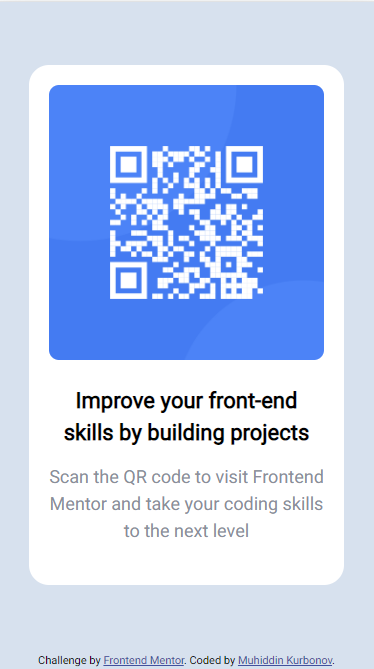 Improve your front-end
skills by building projects
Scan the QR code to visit Frontend
Mentor and take your coding skills
to the next level
Challenge by Frontend Mentor. Coded by Muhiddin Kurbonov.